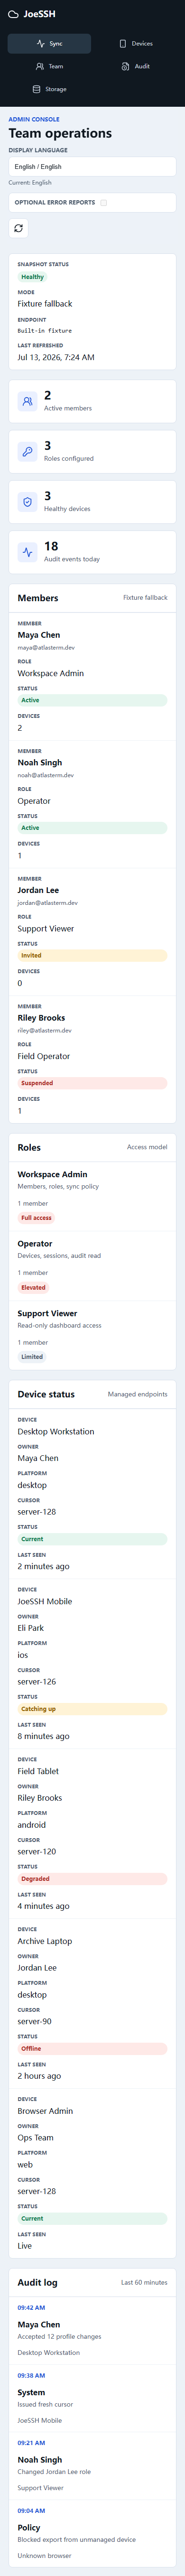 JoeSSH
Sync
Devices
Team
Audit
Storage
ADMIN CONSOLE
Team operations
DISPLAY LANGUAGE
English / English
Current: English
OPTIONAL ERROR REPORTS
SNAPSHOT STATUS
Healthy
MODE
Fixture fallback
ENDPOINT
Built-in fixture
LAST REFRESHED
Jul 13, 2026, 7:24 AM
2
Active members
3
Roles configured
3
Healthy devices
18
Audit events today
Members
Fixture fallback
MEMBER
Maya Chen
maya@atlasterm.dev
ROLE
Workspace Admin
STATUS
Active
DEVICES
2
MEMBER
Noah Singh
noah@atlasterm.dev
ROLE
Operator
STATUS
Active
DEVICES
1
MEMBER
Jordan Lee
jordan@atlasterm.dev
ROLE
Support Viewer
STATUS
Invited
DEVICES
0
MEMBER
Riley Brooks
riley@atlasterm.dev
ROLE
Field Operator
STATUS
Suspended
DEVICES
1
Roles
Access model
Workspace Admin
Members, roles, sync policy
1 member
Full access
Operator
Devices, sessions, audit read
1 member
Elevated
Support Viewer
Read-only dashboard access
1 member
Limited
Device status
Managed endpoints
DEVICE
Desktop Workstation
OWNER
Maya Chen
PLATFORM
desktop
CURSOR
server-128
STATUS
Current
LAST SEEN
2 minutes ago
DEVICE
JoeSSH Mobile
OWNER
Eli Park
PLATFORM
ios
CURSOR
server-126
STATUS
Catching up
LAST SEEN
8 minutes ago
DEVICE
Field Tablet
OWNER
Riley Brooks
PLATFORM
android
CURSOR
server-120
STATUS
Degraded
LAST SEEN
4 minutes ago
DEVICE
Archive Laptop
OWNER
Jordan Lee
PLATFORM
desktop
CURSOR
server-90
STATUS
Offline
LAST SEEN
2 hours ago
DEVICE
Browser Admin
OWNER
Ops Team
PLATFORM
web
CURSOR
server-128
STATUS
Current
LAST SEEN
Live
Audit log
Last 60 minutes
09:42 AM
Maya Chen
Accepted 12 profile changes
Desktop Workstation
09:38 AM
System
Issued fresh cursor
JoeSSH Mobile
09:21 AM
Noah Singh
Changed Jordan Lee role
Support Viewer
09:04 AM
Policy
Blocked export from unmanaged device
Unknown browser